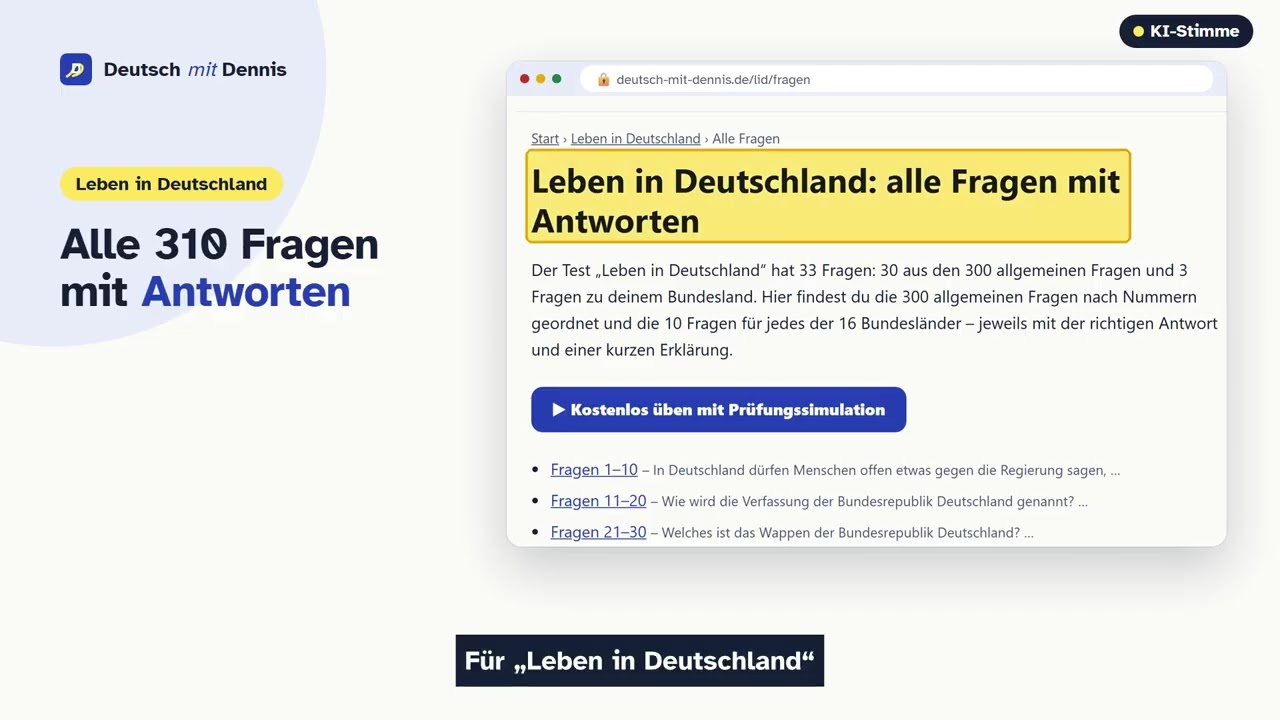 KI-Stimme
Deutsch mit Dennis
Leben in Deutschland
Alle 310 Fragen
mit Antworten
deutsch-mit-dennis.de/lid/fragen
Start › Leben in Deutschland › Alle Fragen
Leben in Deutschland: alle Fragen mit
Antworten
Der Test „Leben in Deutschland“ hat 33 Fragen: 30 aus den 300 allgemeinen Fragen und 3
Fragen zu deinem Bundesland. Hier findest du die 300 allgemeinen Fragen nach Nummern
geordnet und die 10 Fragen für jedes der 16 Bundesländer – jeweils mit der richtigen Antwort
und einer kurzen Erklärung.
▶ Kostenlos üben mit Prüfungssimulation
• Fragen 1–10 – In Deutschland dürfen Menschen offen etwas gegen die Regierung sagen, ...
• Fragen 11–20 – Wie wird die Verfassung der Bundesrepublik Deutschland genannt? ...
• Fragen 21–30 – Welches ist das Wappen der Bundesrepublik Deutschland? ...
Für „Leben in Deutschland“